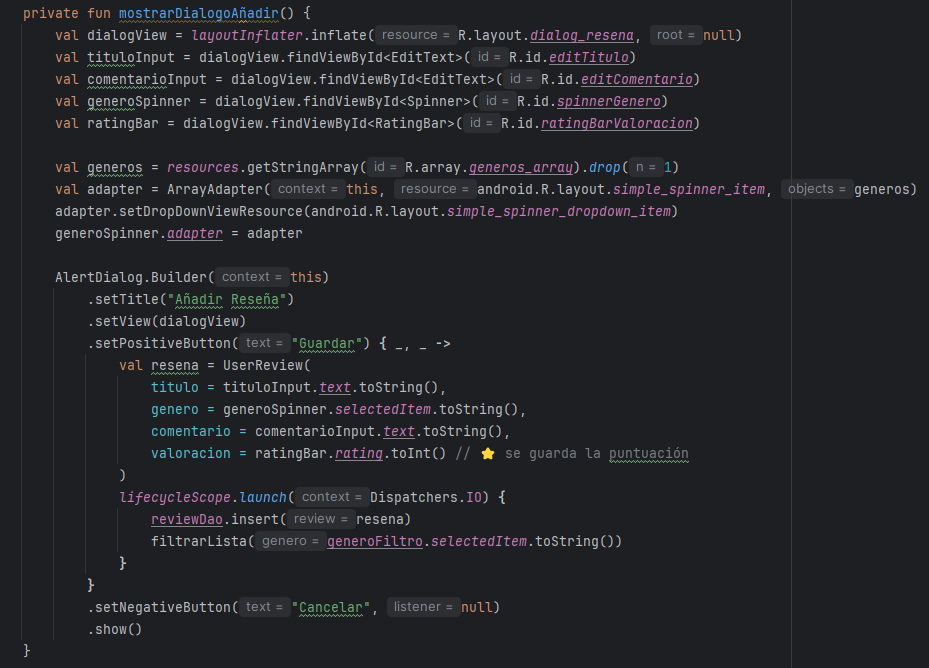 private fun mostrarDialogoAñadir() {
    val dialogView = layoutInflater.inflate( resource = R.layout.dialog_resena, root = null)
    val tituloInput = dialogView.findViewById<EditText>( id = R.id.editTitulo)
    val comentarioInput = dialogView.findViewById<EditText>( id = R.id.editComentario)
    val generoSpinner = dialogView.findViewById<Spinner>( id = R.id.spinnerGenero)
    val ratingBar = dialogView.findViewById<RatingBar>( id = R.id.ratingBarValoracion)

    val generos = resources.getStringArray( id = R.array.generos_array).drop( n = 1)
    val adapter = ArrayAdapter( context = this, resource = android.R.layout.simple_spinner_item, objects = generos)
    adapter.setDropDownViewResource(android.R.layout.simple_spinner_dropdown_item)
    generoSpinner.adapter = adapter

    AlertDialog.Builder( context = this)
        .setTitle("Añadir Reseña")
        .setView(dialogView)
        .setPositiveButton( text = "Guardar") { _, _ ->
            val resena = UserReview(
                titulo = tituloInput.text.toString(),
                genero = generoSpinner.selectedItem.toString(),
                comentario = comentarioInput.text.toString(),
                valoracion = ratingBar.rating.toInt() // ⭐ se guarda la puntuación
            )
            lifecycleScope.launch( context = Dispatchers.IO) {
                reviewDao.insert( review = resena)
                filtrarLista( genero = generoFiltro.selectedItem.toString())
            }
        }
        .setNegativeButton( text = "Cancelar", listener = null)
        .show()
}